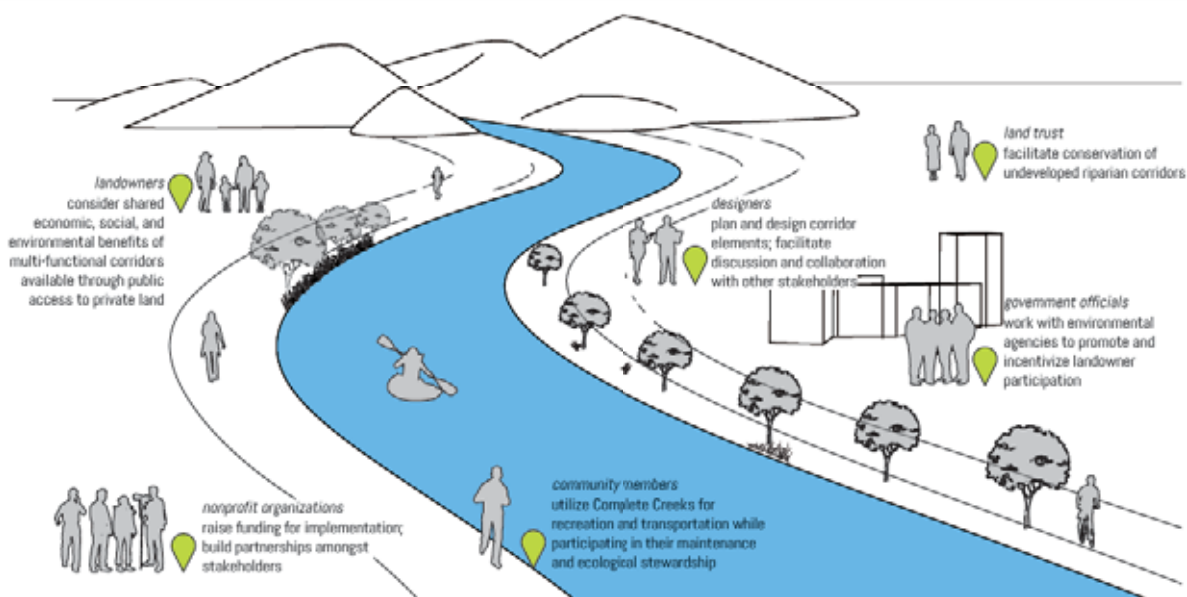 land trust
facilitate conservation of
undeveloped riparian corridors
landowners
consider shared
economic, social, and
environmental benefits of
multi-functional corridors
available through public
access to private land
designers
plan and design corridor
elements; facilitate
discussion and collaboration
with other stakeholders
government officials
work with environmental
agencies to promote and
incentivize landowner
participation
community members
utilize Complete Creeks for
recreation and transportation while
participating in their maintenance
and ecological stewardship
nonprofit organizations
raise funding for implementation;
build partnerships amongst
stakeholders